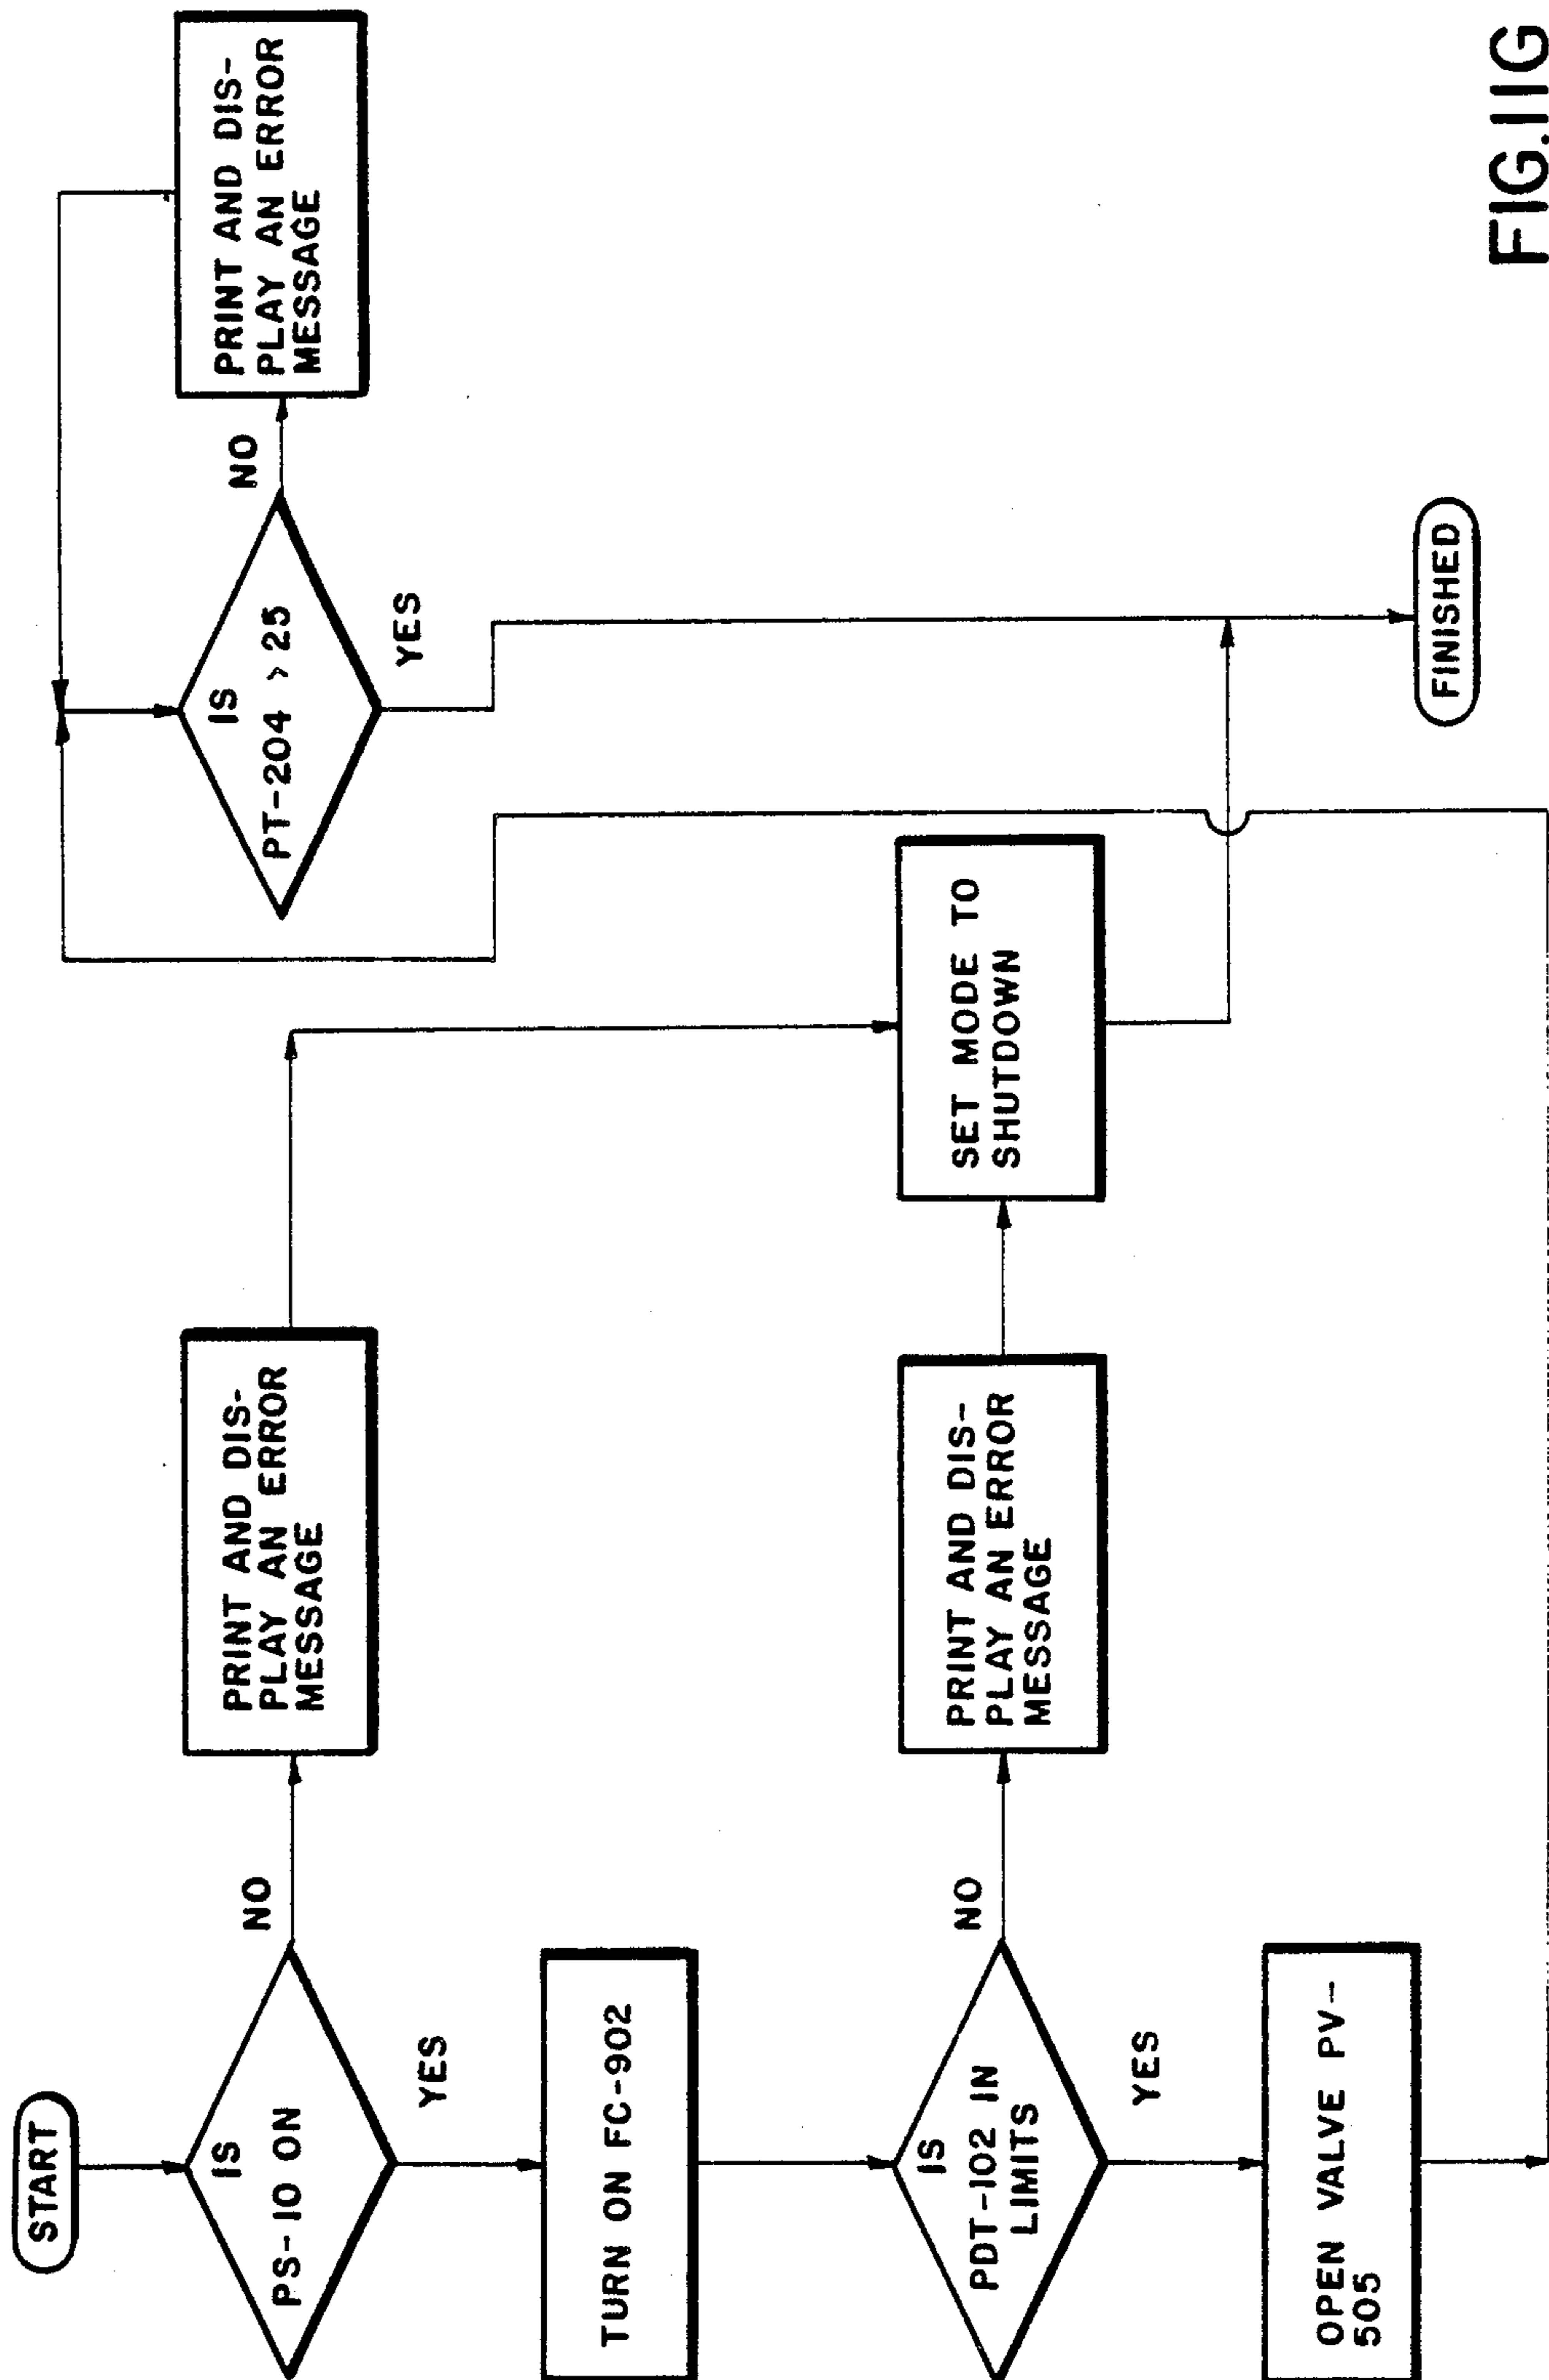 START
IS
PS-10 ON
NO
PRINT AND DIS-
PLAY AN ERROR
MESSAGE
YES
TURN ON FC-902
IS
PDT-102 IN
LIMITS
NO
PRINT AND DIS-
PLAY AN ERROR
MESSAGE
SET MODE TO
SHUTDOWN
YES
OPEN VALVE PV-
505
IS
PT-204 > 25
NO
PRINT AND DIS-
PLAY AN ERROR
MESSAGE
YES
FINISHED
FIG.11G